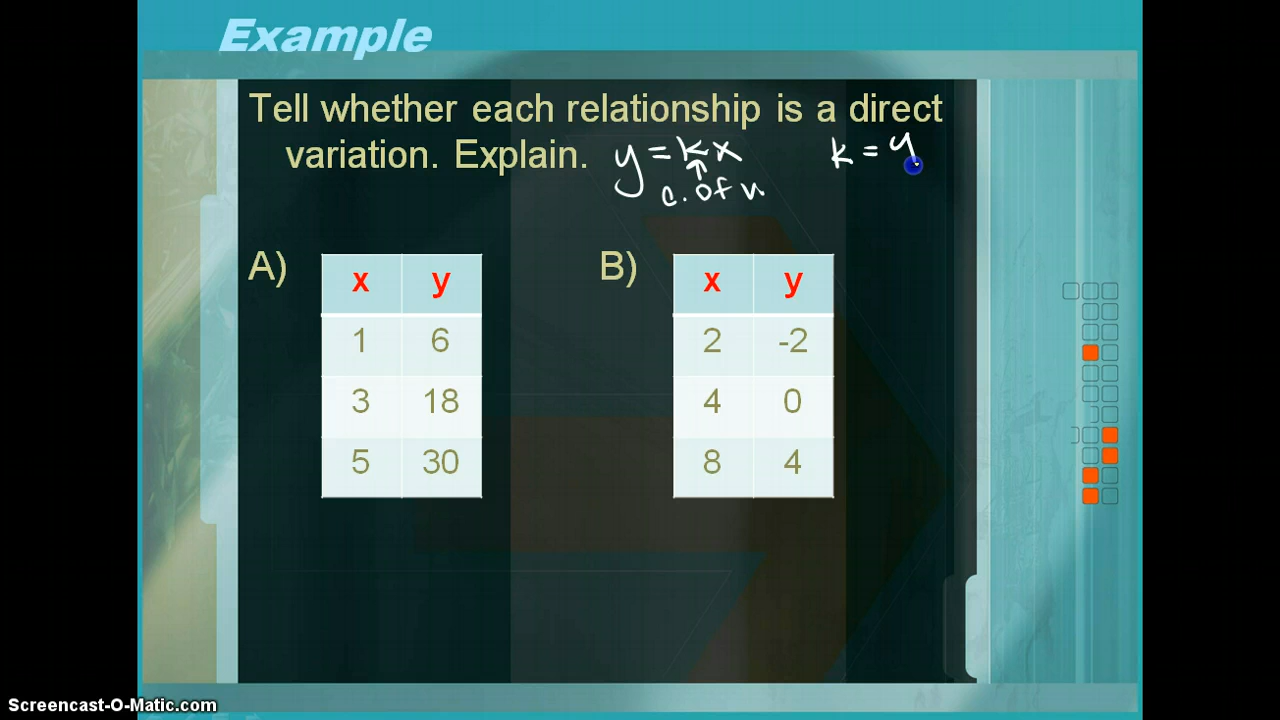 Example
Tell whether each relationship is a direct
variation. Explain. y = kx k = y
c. of v
A) B)
x y x y
1 6 2 -2
3 18 4 0
5 30 8 4
Screencast-O-Matic.com